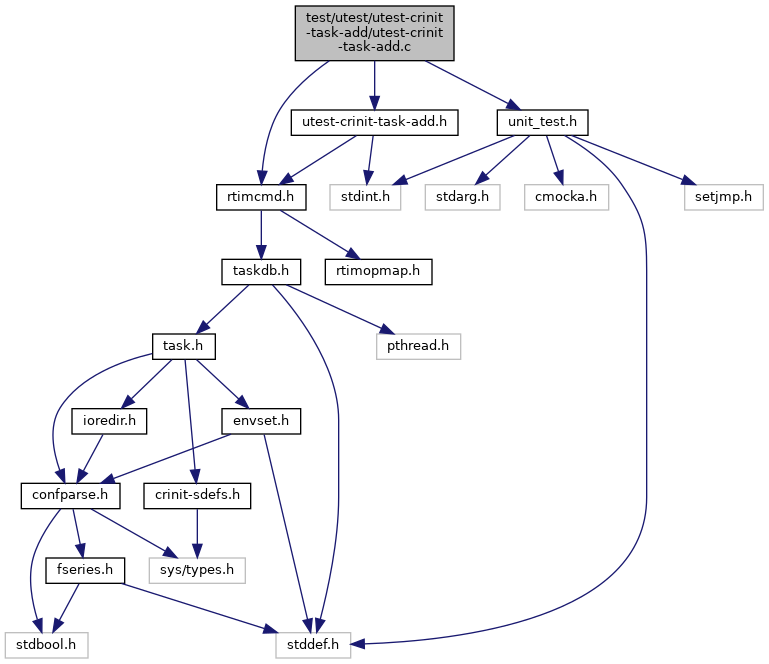 test/utest/utest-crinit
-task-add/utest-crinit
-task-add.c
utest-crinit-task-add.h
unit_test.h
rtimcmd.h
stdint.h
stdarg.h
cmocka.h
setjmp.h
taskdb.h
rtimopmap.h
task.h
pthread.h
ioredir.h
envset.h
confparse.h
crinit-sdefs.h
fseries.h
sys/types.h
stdbool.h
stddef.h